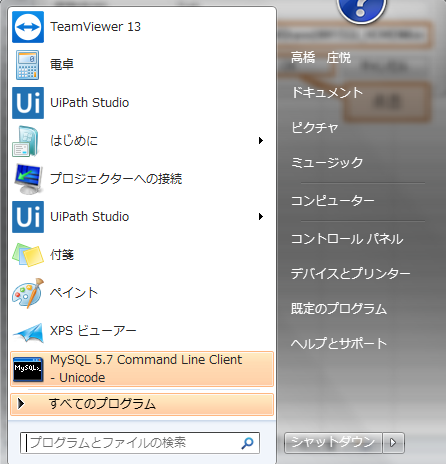 TeamViewer 13
電卓
Ui UiPath Studio
はじめに
プロジェクターへの接続
Ui UiPath Studio
付箋
ペイント
XPS ビューアー
MySQL 5.7 Command Line Client
- Unicode
すべてのプログラム
プログラムとファイルの検索
?
高橋 庄悦
ドキュメント
ピクチャ
ミュージック
コンピューター
コントロール パネル
デバイスとプリンター
既定のプログラム
ヘルプとサポート
シャットダウン